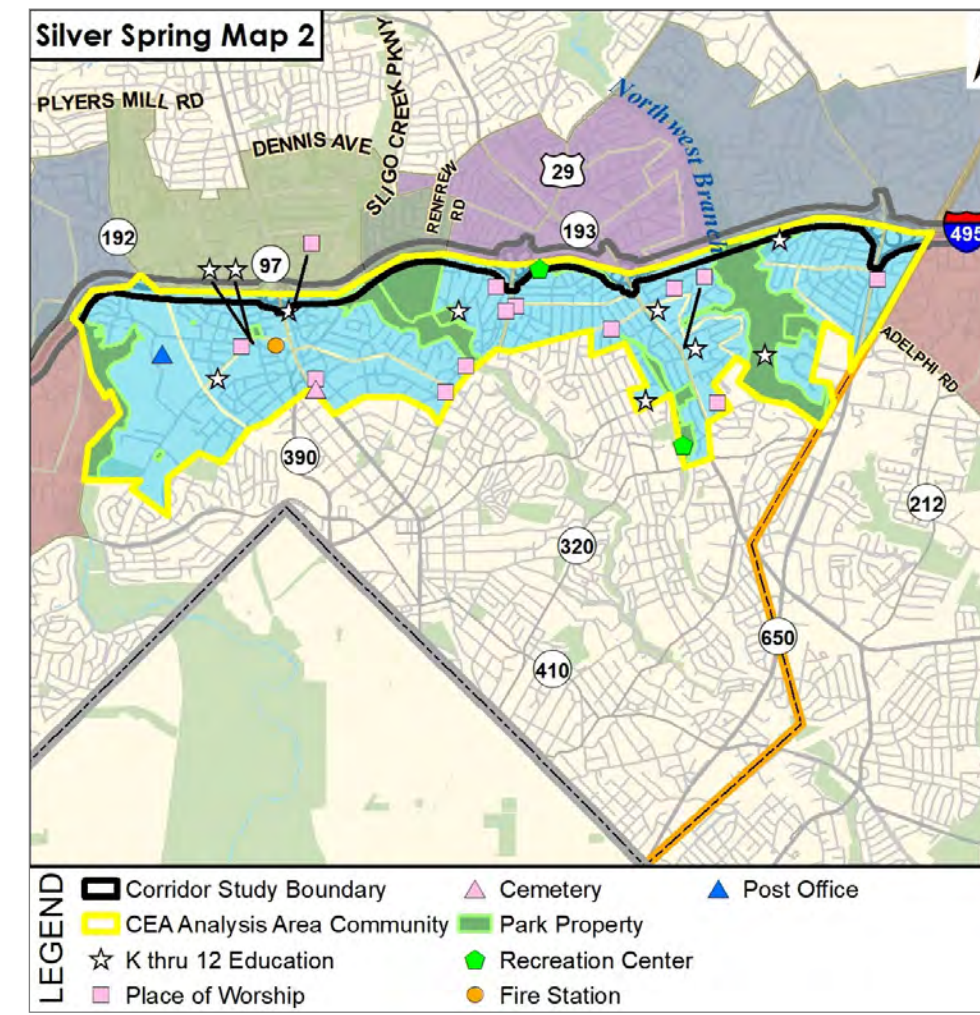 Silver Spring Map 2
PLYERS MILL RD
DENNIS AVE
SLIGO CREEK PKWY
RENFREW
RD
Northwest Branch
29
193
192
97
495
ADELPHI RD
390
212
320
650
410
LEGEND
Corridor Study Boundary
CEA Analysis Area Community
K thru 12 Education
Place of Worship
Cemetery
Park Property
Recreation Center
Fire Station
Post Office